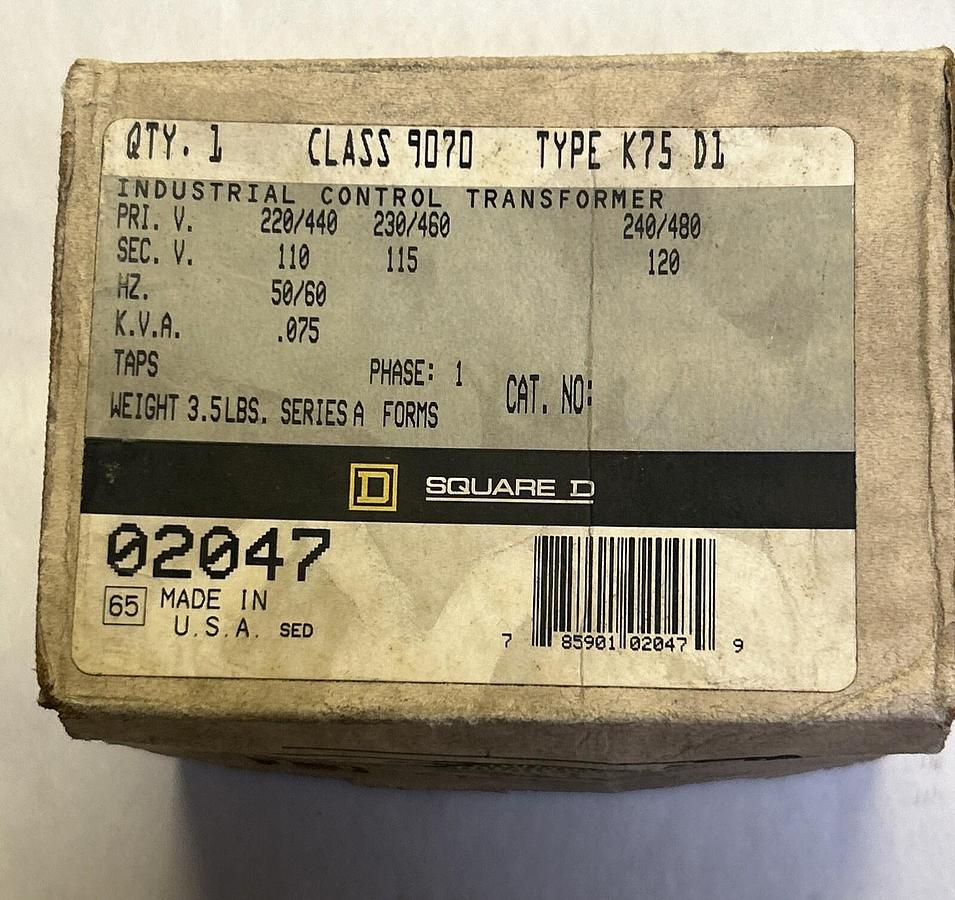 QTY. 1 CLASS 9070 TYPE K75 D1
INDUSTRIAL CONTROL TRANSFORMER
PRI. V. 220/440 230/460 240/480
SEC. V. 110 115 120
HZ. 50/60
K.V.A. .075
TAPS PHASE: 1 CAT. NO:
WEIGHT 3.5LBS. SERIES A FORMS
D SQUARE D
02047
65 MADE IN
U.S.A. SED
7 85901 02047 9